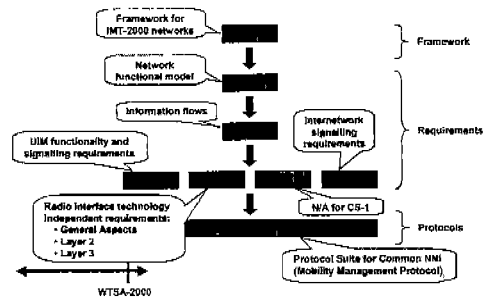 Framework for
IMT-2000 networks
Framework
Network
functional model
Information flows
Internetwork
signalling
requirements
Requirements
UIM functionality and
signalling requirements
Radio interface technology
Independent requirements:
• General Aspects
• Layer 2
• Layer 3
N/A for CS-1
Protocols
Protocol Suite for Common NNI
(Mobility Management Protocol)
WTSA-2000